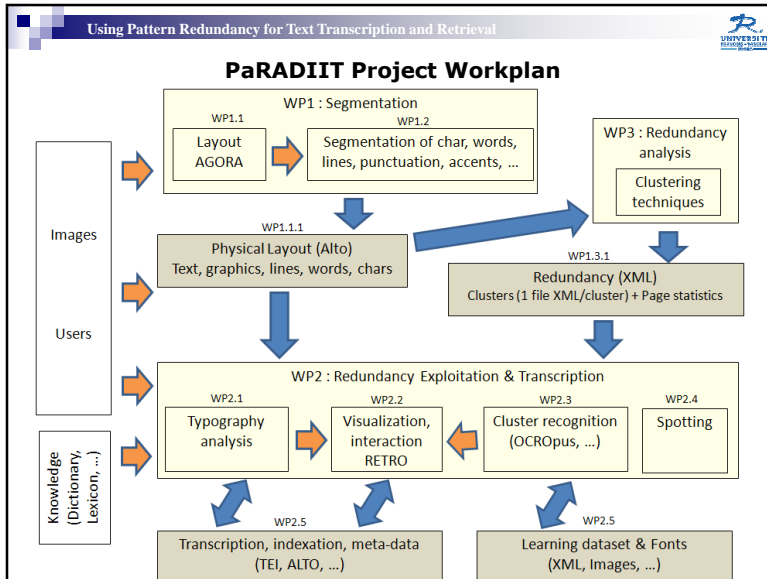 Using Pattern Redundancy for Text Transcription and Retrieval
UNIVERSITE
PaRADIIT Project Workplan
WP1 : Segmentation
WP1.1
WP1.2
Layout
AGORA
Segmentation of char, words,
lines, punctuation, accents, …
WP3 : Redundancy
analysis
Clustering
techniques
Images
Users
WP1.1.1
Physical Layout (Alto)
Text, graphics, lines, words, chars
WP1.3.1
Redundancy (XML)
Clusters (1 file XML/cluster) + Page statistics
WP2 : Redundancy Exploitation & Transcription
WP2.1
WP2.2
WP2.3
WP2.4
Typography
analysis
Visualization,
interaction
RETRO
Cluster recognition
(OCROpus, …)
Spotting
Knowledge
(Dictionary,
Lexicon, …)
WP2.5
Transcription, indexation, meta-data
(TEI, ALTO, …)
WP2.5
Learning dataset & Fonts
(XML, Images, …)